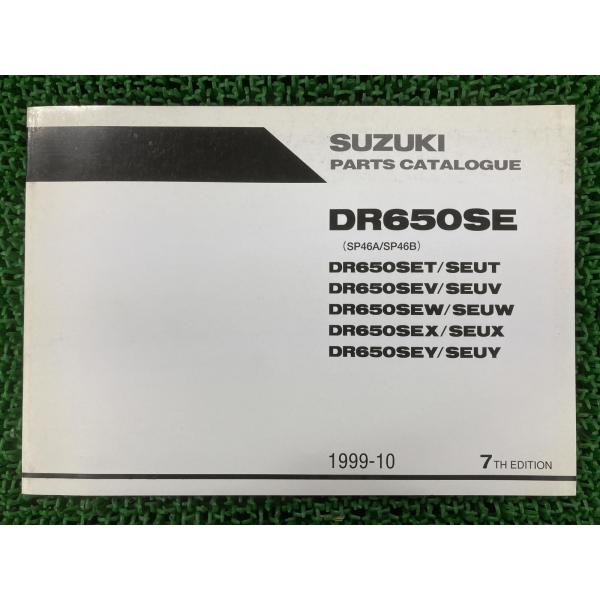 SUZUKI
PARTS CATALOGUE
DR650SE
(SP46A/SP46B)
DR650SET/SEUT
DR650SEV/SEUV
DR650SEW/SEUW
DR650SEX/SEUX
DR650SEY/SEUY
1999-10 7TH EDITION